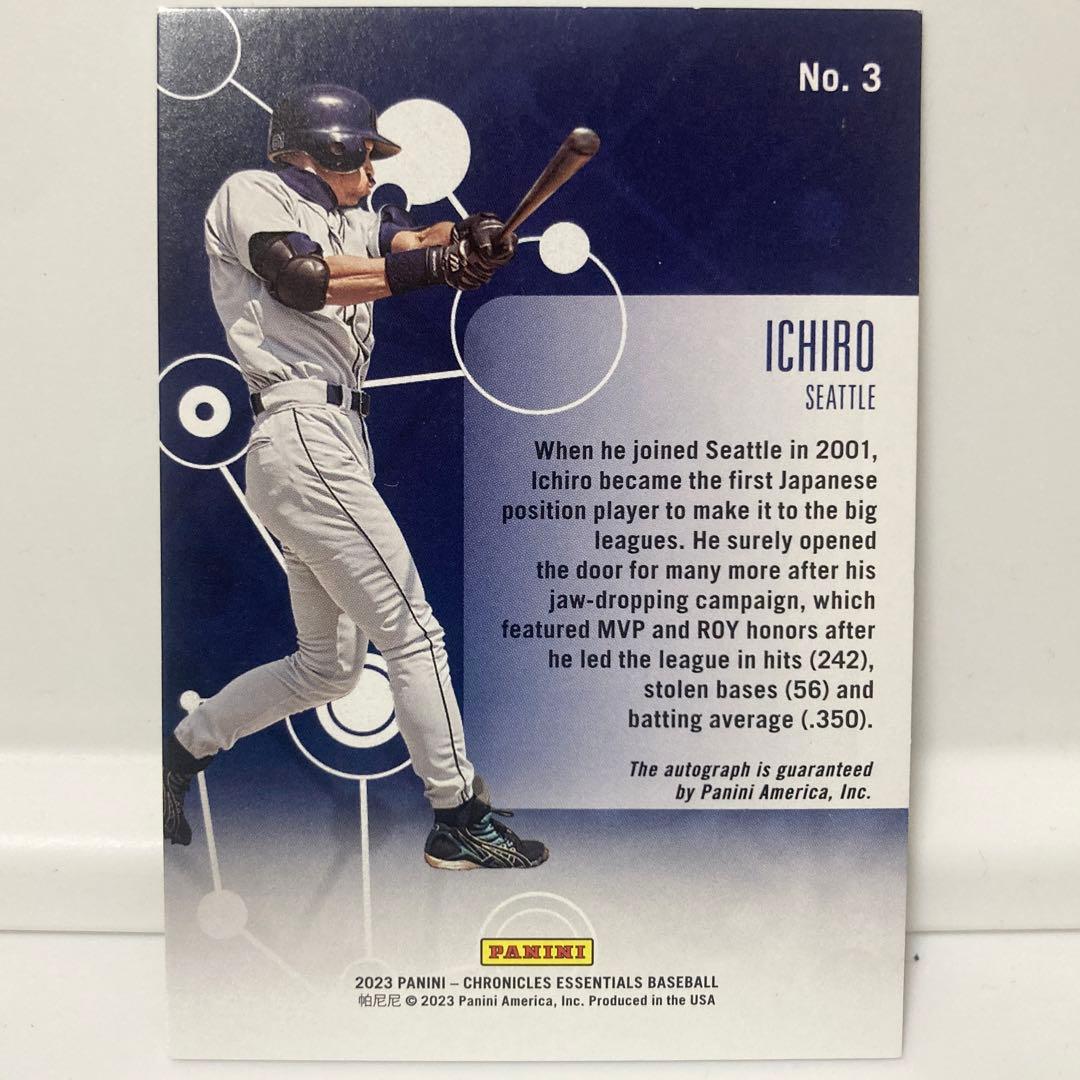 No. 3
ICHIRO
SEATTLE
When he joined Seattle in 2001,
Ichiro became the first Japanese
position player to make it to the big
leagues. He surely opened
the door for many more after his
jaw-dropping campaign, which
featured MVP and ROY honors after
he led the league in hits (242),
stolen bases (56) and
batting average (.350).
The autograph is guaranteed
by Panini America, Inc.
PANINI
2023 PANINI – CHRONICLES ESSENTIALS BASEBALL
帕尼尼 © 2023 Panini America, Inc. Produced in the USA